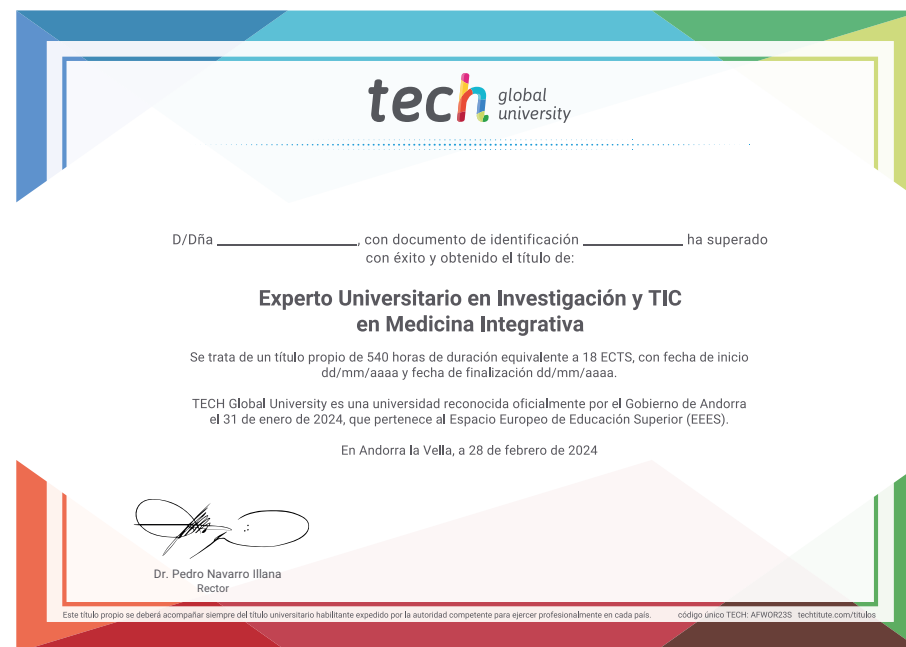 tech global university
D/Dña ____________________, con documento de identificación ______________ ha superado
con éxito y obtenido el título de:
Experto Universitario en Investigación y TIC
en Medicina Integrativa
Se trata de un título propio de 540 horas de duración equivalente a 18 ECTS, con fecha de inicio
dd/mm/aaaa y fecha de finalización dd/mm/aaaa.
TECH Global University es una universidad reconocida oficialmente por el Gobierno de Andorra
el 31 de enero de 2024, que pertenece al Espacio Europeo de Educación Superior (EEES).
En Andorra la Vella, a 28 de febrero de 2024
Dr. Pedro Navarro Illana
Rector
Este título propio se deberá acompañar siempre del título universitario habilitante expedido por la autoridad competente para ejercer profesionalmente en cada país. código único TECH: AFWOR23S techtitute.com/titulos